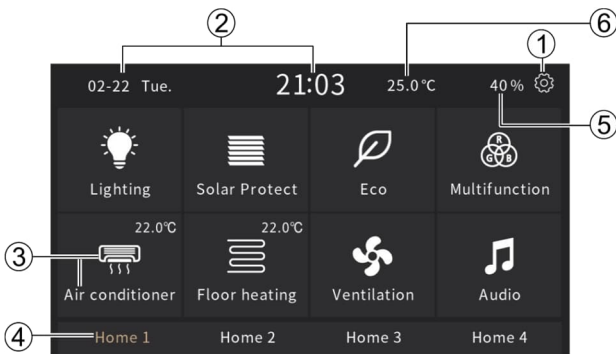 ② ⑥ ①
02-22 Tue. 21:03 25.0℃ 40%
⑤
R
G B
Lighting Solar Protect Eco Multifunction
22.0℃ 22.0℃
③
Air conditioner Floor heating Ventilation Audio
④ Home 1 Home 2 Home 3 Home 4